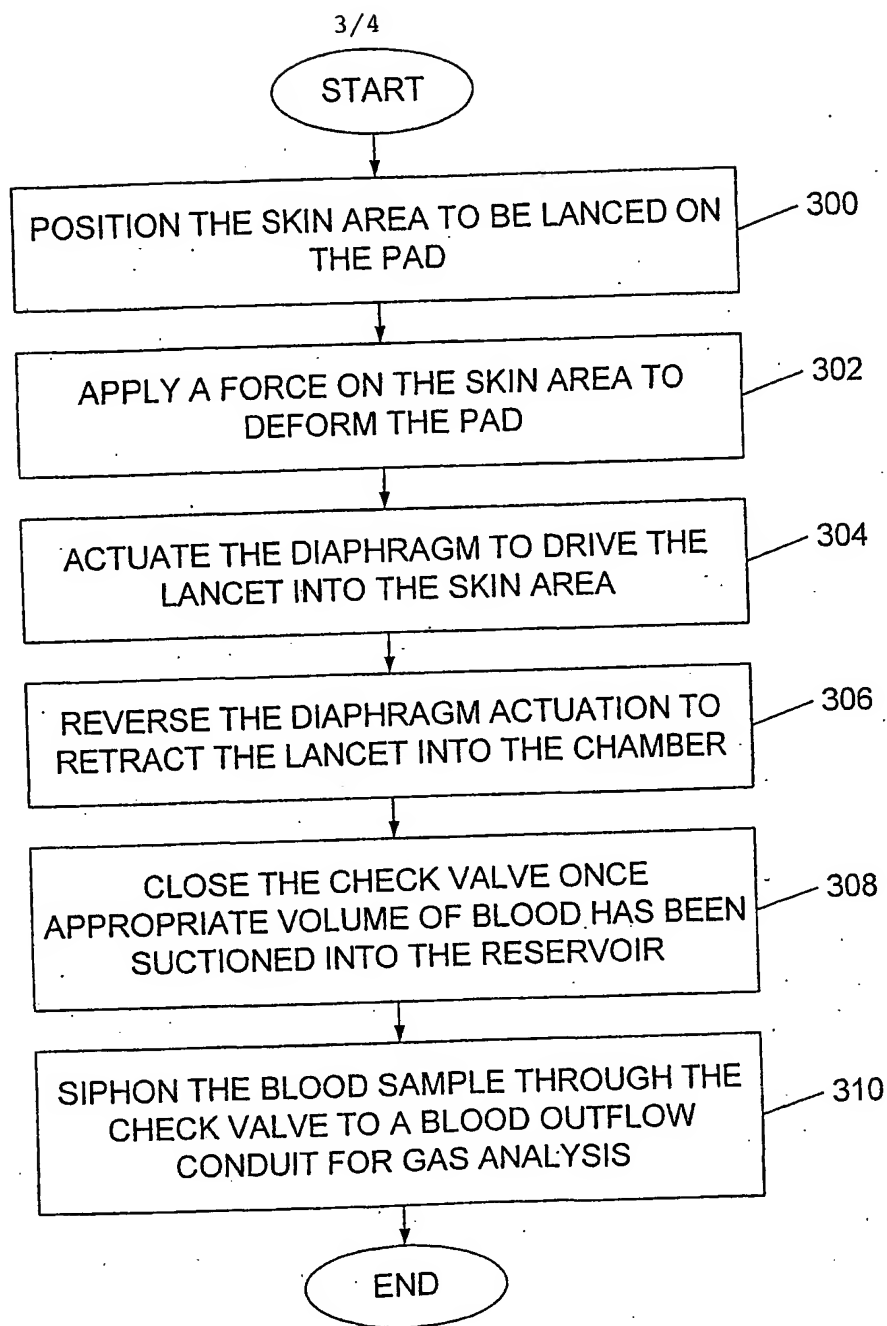 3/4
START
POSITION THE SKIN AREA TO BE LANCED ON
THE PAD
300
APPLY A FORCE ON THE SKIN AREA TO
DEFORM THE PAD
302
ACTUATE THE DIAPHRAGM TO DRIVE THE
LANCET INTO THE SKIN AREA
304
REVERSE THE DIAPHRAGM ACTUATION TO
RETRACT THE LANCET INTO THE CHAMBER
306
CLOSE THE CHECK VALVE ONCE
APPROPRIATE VOLUME OF BLOOD HAS BEEN
SUCTIONED INTO THE RESERVOIR
308
SIPHON THE BLOOD SAMPLE THROUGH THE
CHECK VALVE TO A BLOOD OUTFLOW
CONDUIT FOR GAS ANALYSIS
310
END